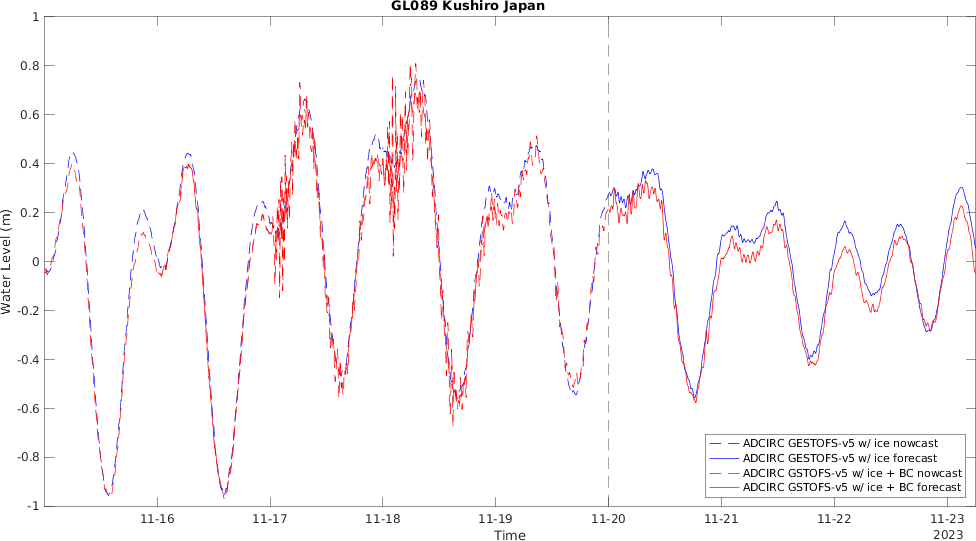 GL089 Kushiro Japan
1
0.8
0.6
0.4
0.2
0
-0.2
-0.4
-0.6
-0.8
-1
Water Level (m)
ADCIRC GESTOFS-v5 w/ ice nowcast
ADCIRC GESTOFS-v5 w/ ice forecast
ADCIRC GSTOFS-v5 w/ ice + BC nowcast
ADCIRC GSTOFS-v5 w/ ice + BC forecast
11-16 11-17 11-18 11-19 11-20 11-21 11-22 11-23
Time 2023